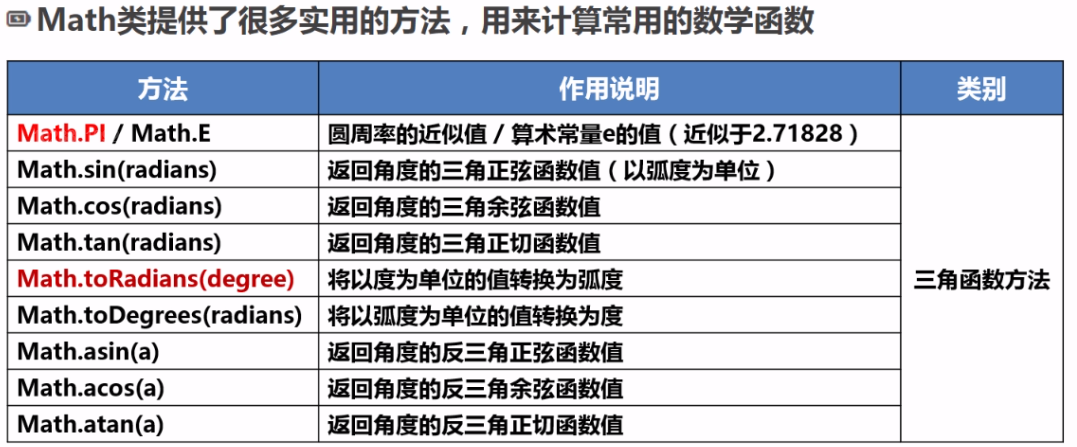 Math类提供了很多实用的方法，用来计算常用的数学函数
方法 作用说明 类别
Math.PI / Math.E 圆周率的近似值 / 算术常量e的值（近似于2.71828）
Math.sin(radians) 返回角度的三角正弦函数值（以弧度为单位）
Math.cos(radians) 返回角度的三角余弦函数值
Math.tan(radians) 返回角度的三角正切函数值
Math.toRadians(degree) 将以度为单位的值转换为弧度 三角函数方法
Math.toDegrees(radians) 将以弧度为单位的值转换为度
Math.asin(a) 返回角度的反三角正弦函数值
Math.acos(a) 返回角度的反三角余弦函数值
Math.atan(a) 返回角度的反三角正切函数值